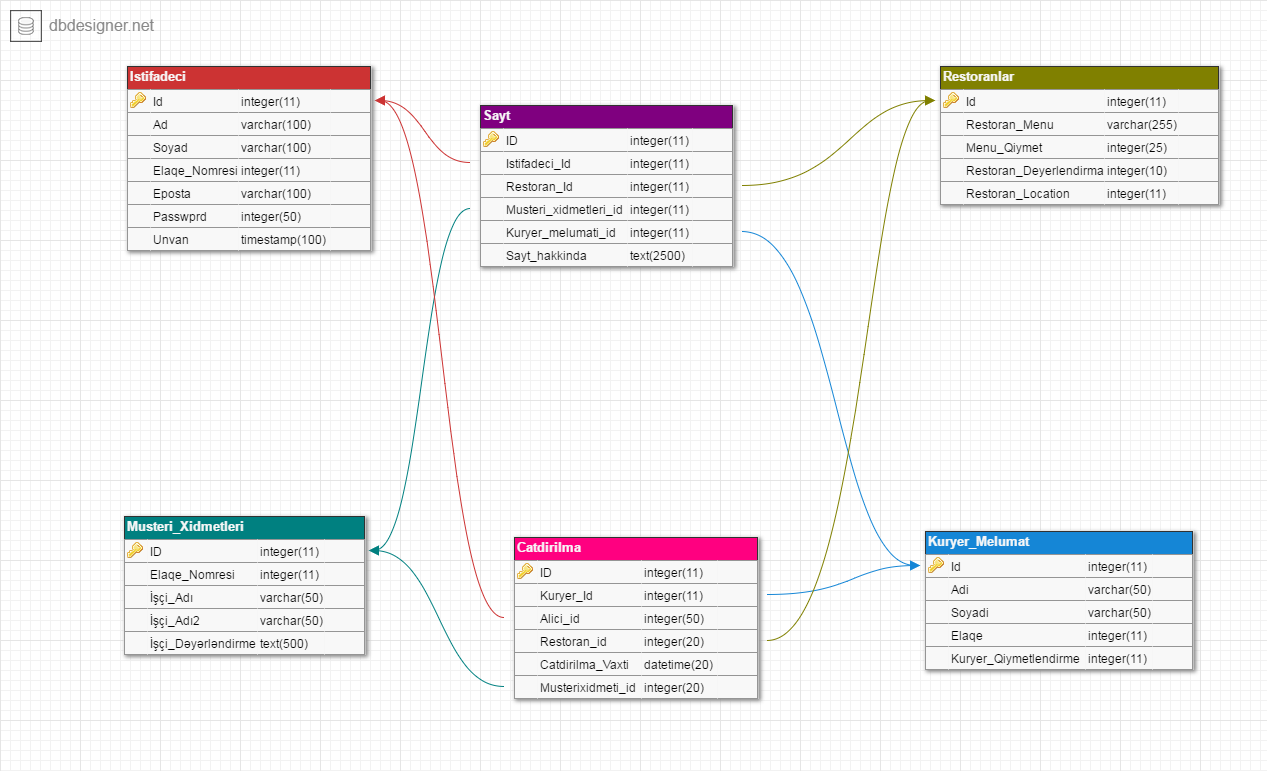 dbdesigner.net
Istifadeci
Id integer(11)
Ad varchar(100)
Soyad varchar(100)
Elaqe_Nomresi integer(11)
Eposta varchar(100)
Passwprd integer(50)
Unvan timestamp(100)
Sayt
ID integer(11)
Istifadeci_Id integer(11)
Restoran_Id integer(11)
Musteri_xidmetleri_id integer(11)
Kuryer_melumati_id integer(11)
Sayt_hakkinda text(2500)
Restoranlar
Id integer(11)
Restoran_Menu varchar(255)
Menu_Qiymet integer(25)
Restoran_Deyerlendirma integer(10)
Restoran_Location integer(11)
Musteri_Xidmetleri
ID integer(11)
Elaqe_Nomresi integer(11)
İşçi_Adı varchar(50)
İşçi_Adı2 varchar(50)
İşçi_Dəyərləndirme text(500)
Catdirilma
ID integer(11)
Kuryer_Id integer(11)
Alici_id integer(50)
Restoran_id integer(20)
Catdirilma_Vaxti datetime(20)
Musterixidmeti_id integer(20)
Kuryer_Melumat
Id integer(11)
Adi varchar(50)
Soyadi varchar(50)
Elaqe integer(11)
Kuryer_Qiymetlendirme integer(11)